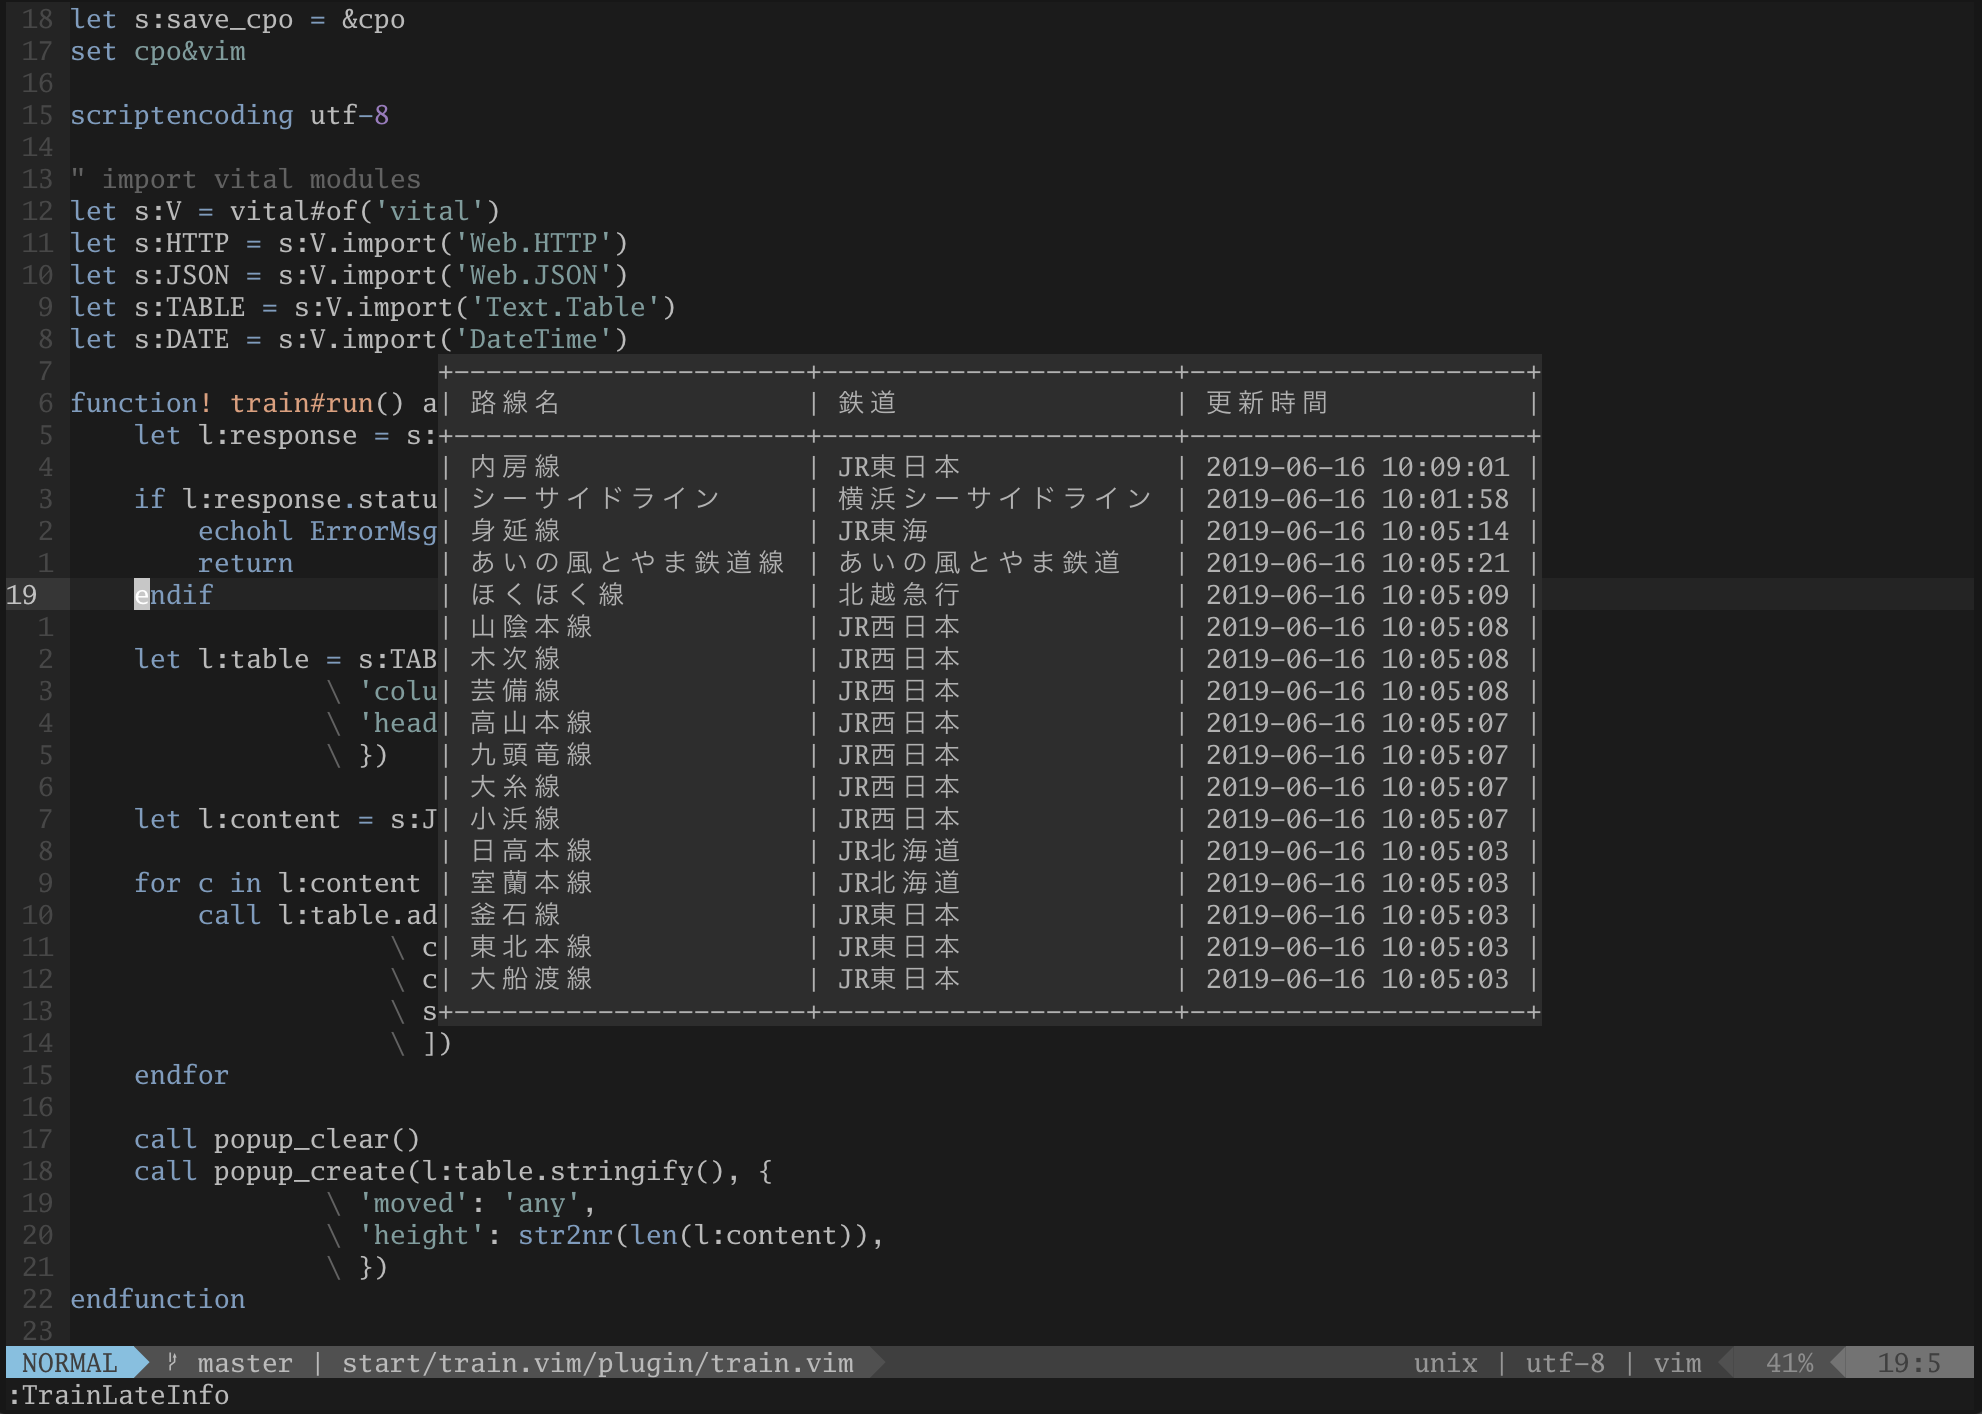 18 let s:save_cpo = &cpo
17 set cpo&vim
16
15 scriptencoding utf-8
14
13 " import vital modules
12 let s:V = vital#of('vital')
11 let s:HTTP = s:V.import('Web.HTTP')
10 let s:JSON = s:V.import('Web.JSON')
9 let s:TABLE = s:V.import('Text.Table')
8 let s:DATE = s:V.import('DateTime')
7 +----------------------+----------------------+---------------------+
6 function! train#run() a| 路線名 | 鉄道 | 更新時間 |
5 let l:response = s:+----------------------+----------------------+---------------------+
4 | 内房線 | JR東日本 | 2019-06-16 10:09:01 |
3 if l:response.statu| シーサイドライン | 横浜シーサイドライン | 2019-06-16 10:01:58 |
2 echohl ErrorMsg| 身延線 | JR東海 | 2019-06-16 10:05:14 |
1 return | あいの風とやま鉄道線 | あいの風とやま鉄道 | 2019-06-16 10:05:21 |
19 endif | ほくほく線 | 北越急行 | 2019-06-16 10:05:09 |
1 | 山陰本線 | JR西日本 | 2019-06-16 10:05:08 |
2 let l:table = s:TAB| 木次線 | JR西日本 | 2019-06-16 10:05:08 |
3 \ 'colu| 芸備線 | JR西日本 | 2019-06-16 10:05:08 |
4 \ 'head| 高山本線 | JR西日本 | 2019-06-16 10:05:07 |
5 \ }) | 九頭竜線 | JR西日本 | 2019-06-16 10:05:07 |
6 | 大糸線 | JR西日本 | 2019-06-16 10:05:07 |
7 let l:content = s:J| 小浜線 | JR西日本 | 2019-06-16 10:05:07 |
8 | 日高本線 | JR北海道 | 2019-06-16 10:05:03 |
9 for c in l:content | 室蘭本線 | JR北海道 | 2019-06-16 10:05:03 |
10 call l:table.ad| 釜石線 | JR東日本 | 2019-06-16 10:05:03 |
11 \ c| 東北本線 | JR東日本 | 2019-06-16 10:05:03 |
12 \ c| 大船渡線 | JR東日本 | 2019-06-16 10:05:03 |
13 \ s+----------------------+----------------------+---------------------+
14 \ ])
15 endfor
16
17 call popup_clear()
18 call popup_create(l:table.stringify(), {
19 \ 'moved': 'any',
20 \ 'height': str2nr(len(l:content)),
21 \ })
22 endfunction
23
NORMAL master | start/train.vim/plugin/train.vim unix | utf-8 | vim 41% 19:5
:TrainLateInfo